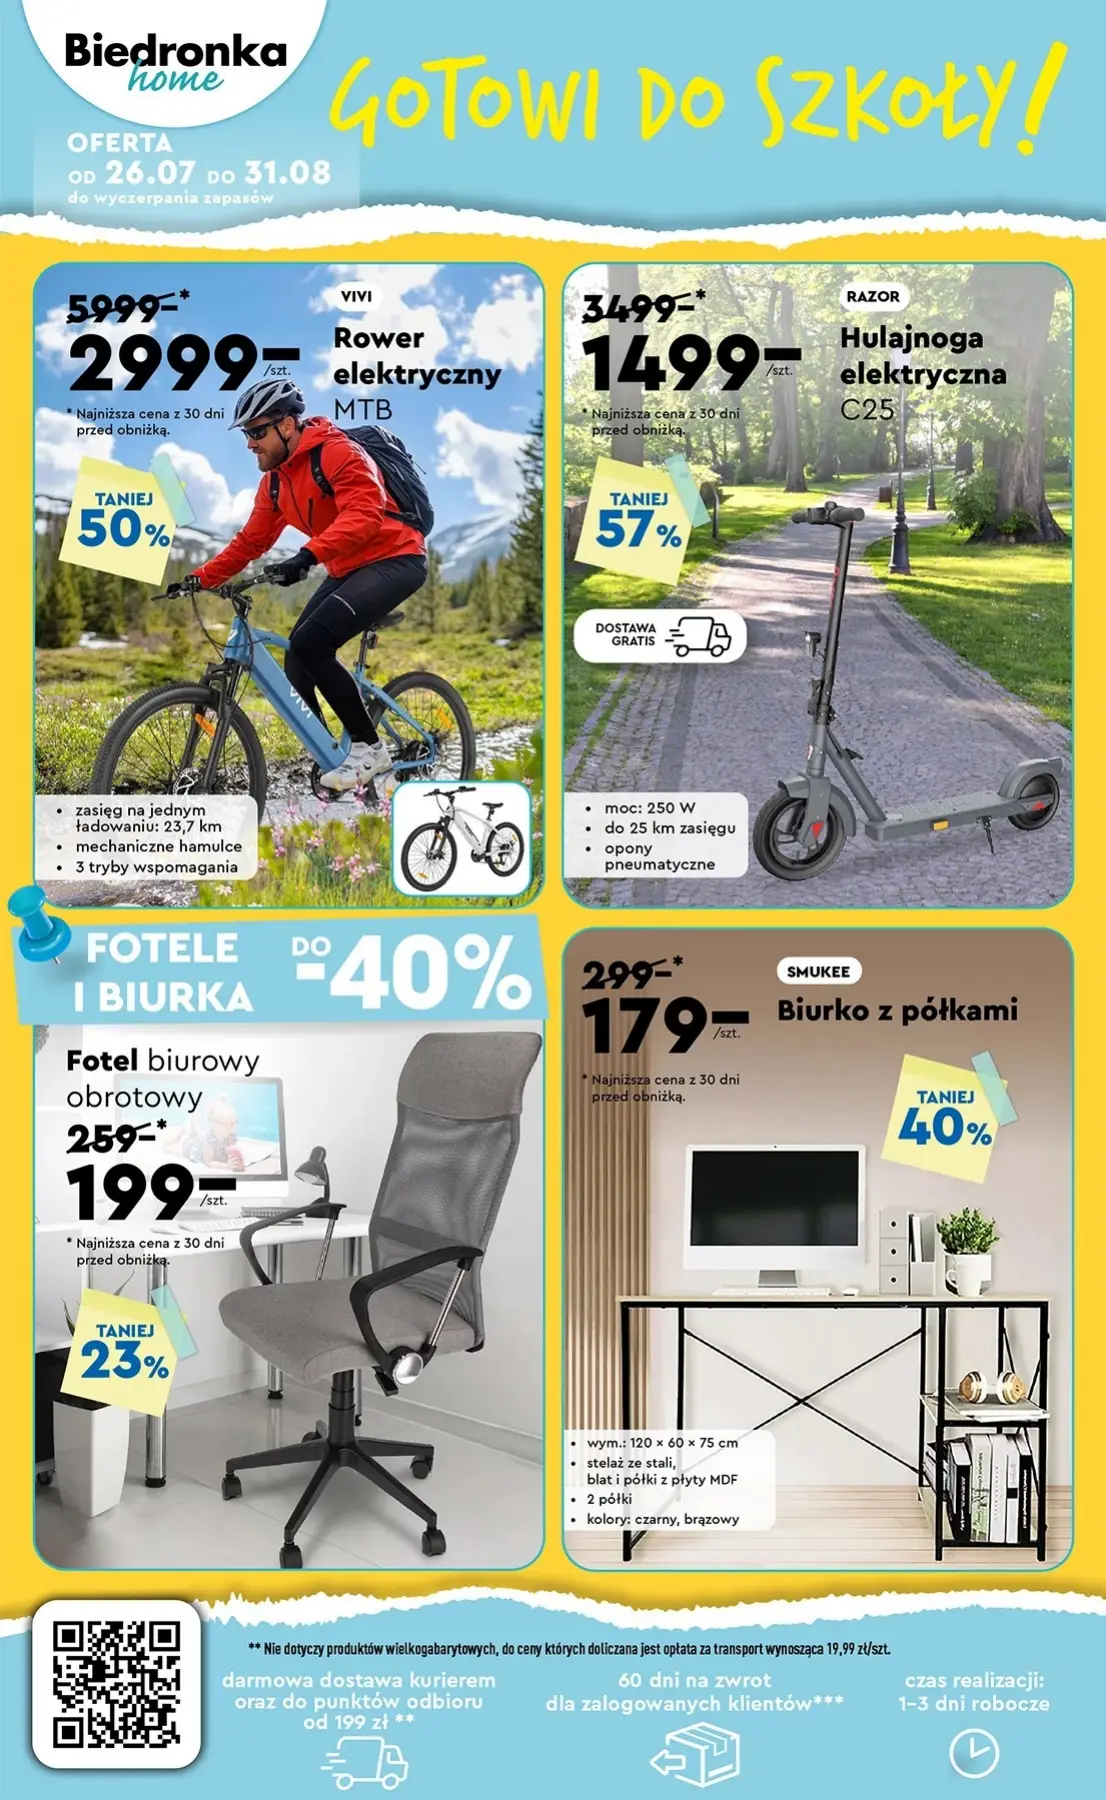 Biedronka
home
GOTOWI DO SZKOŁY!
OFERTA
OD 26.07 DO 31.08
do wyczerpania zapasów
5999-*
2999-
/szt.
* Najniższa cena z 30 dni
przed obniżką.
VIVI
Rower
elektryczny
MTB
TANIEJ
50%
VIVI
• zasięg na jednym
ładowaniu: 23,7 km
• mechaniczne hamulce
• 3 tryby wspomagania
3499-*
1499-
/szt.
* Najniższa cena z 30 dni
przed obniżką.
RAZOR
Hulajnoga
elektryczna
C25
TANIEJ
57%
DOSTAWA
GRATIS
• moc: 250 W
• do 25 km zasięgu
• opony
pneumatyczne
FOTELE
I BIURKA
DO
-40%
Fotel biurowy
obrotowy
259-*
199-
/szt.
* Najniższa cena z 30 dni
przed obniżką.
TANIEJ
23%
299-*
179-
/szt.
* Najniższa cena z 30 dni
przed obniżką.
SMUKEE
Biurko z półkami
TANIEJ
40%
• wym.: 120 × 60 × 75 cm
• stelaż ze stali,
blat i półki z płyty MDF
• 2 półki
• kolory: czarny, brązowy
** Nie dotyczy produktów wielkogabarytowych, do ceny których doliczana jest opłata za transport wynosząca 19,99 zł/szt.
darmowa dostawa kurierem
oraz do punktów odbioru
od 199 zł **
60 dni na zwrot
dla zalogowanych klientów***
czas realizacji:
1-3 dni robocze